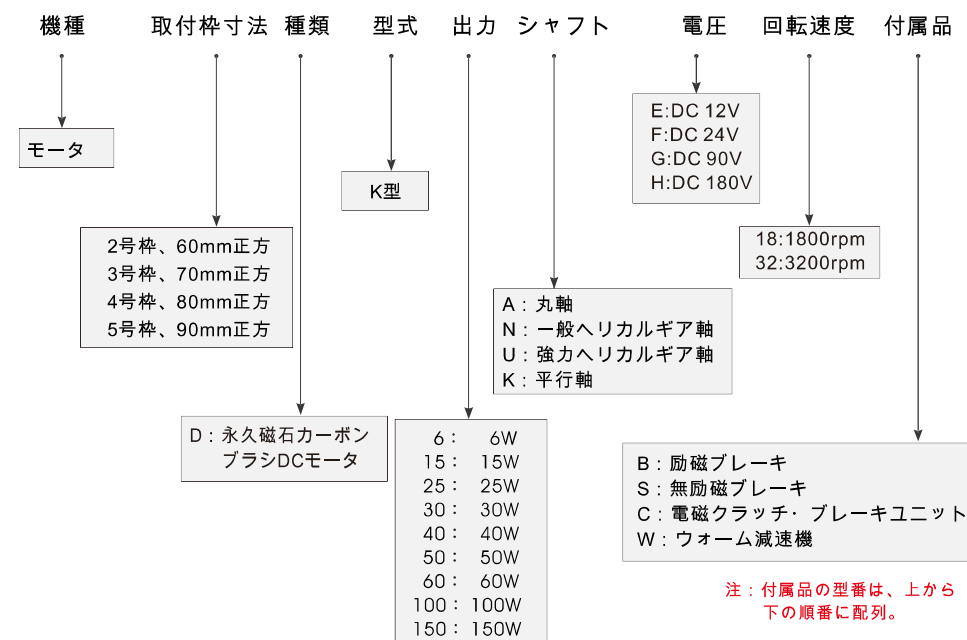 機種 取付枠寸法 種類 型式 出力 シャフト 電圧 回転速度 付属品
モータ
2号枠、60mm正方
3号枠、70mm正方
4号枠、80mm正方
5号枠、90mm正方
D：永久磁石カーボン
ブラシDCモータ
K型
6： 6W
15： 15W
25： 25W
30： 30W
40： 40W
50： 50W
60： 60W
100： 100W
150： 150W
A：丸軸
N：一般ヘリカルギア軸
U：強力ヘリカルギア軸
K：平行軸
E:DC 12V
F:DC 24V
G:DC 90V
H:DC 180V
18:1800rpm
32:3200rpm
B：励磁ブレーキ
S：無励磁ブレーキ
C：電磁クラッチ・ブレーキユニット
W：ウォーム減速機
注：付属品の型番は、上から
下の順番に配列。